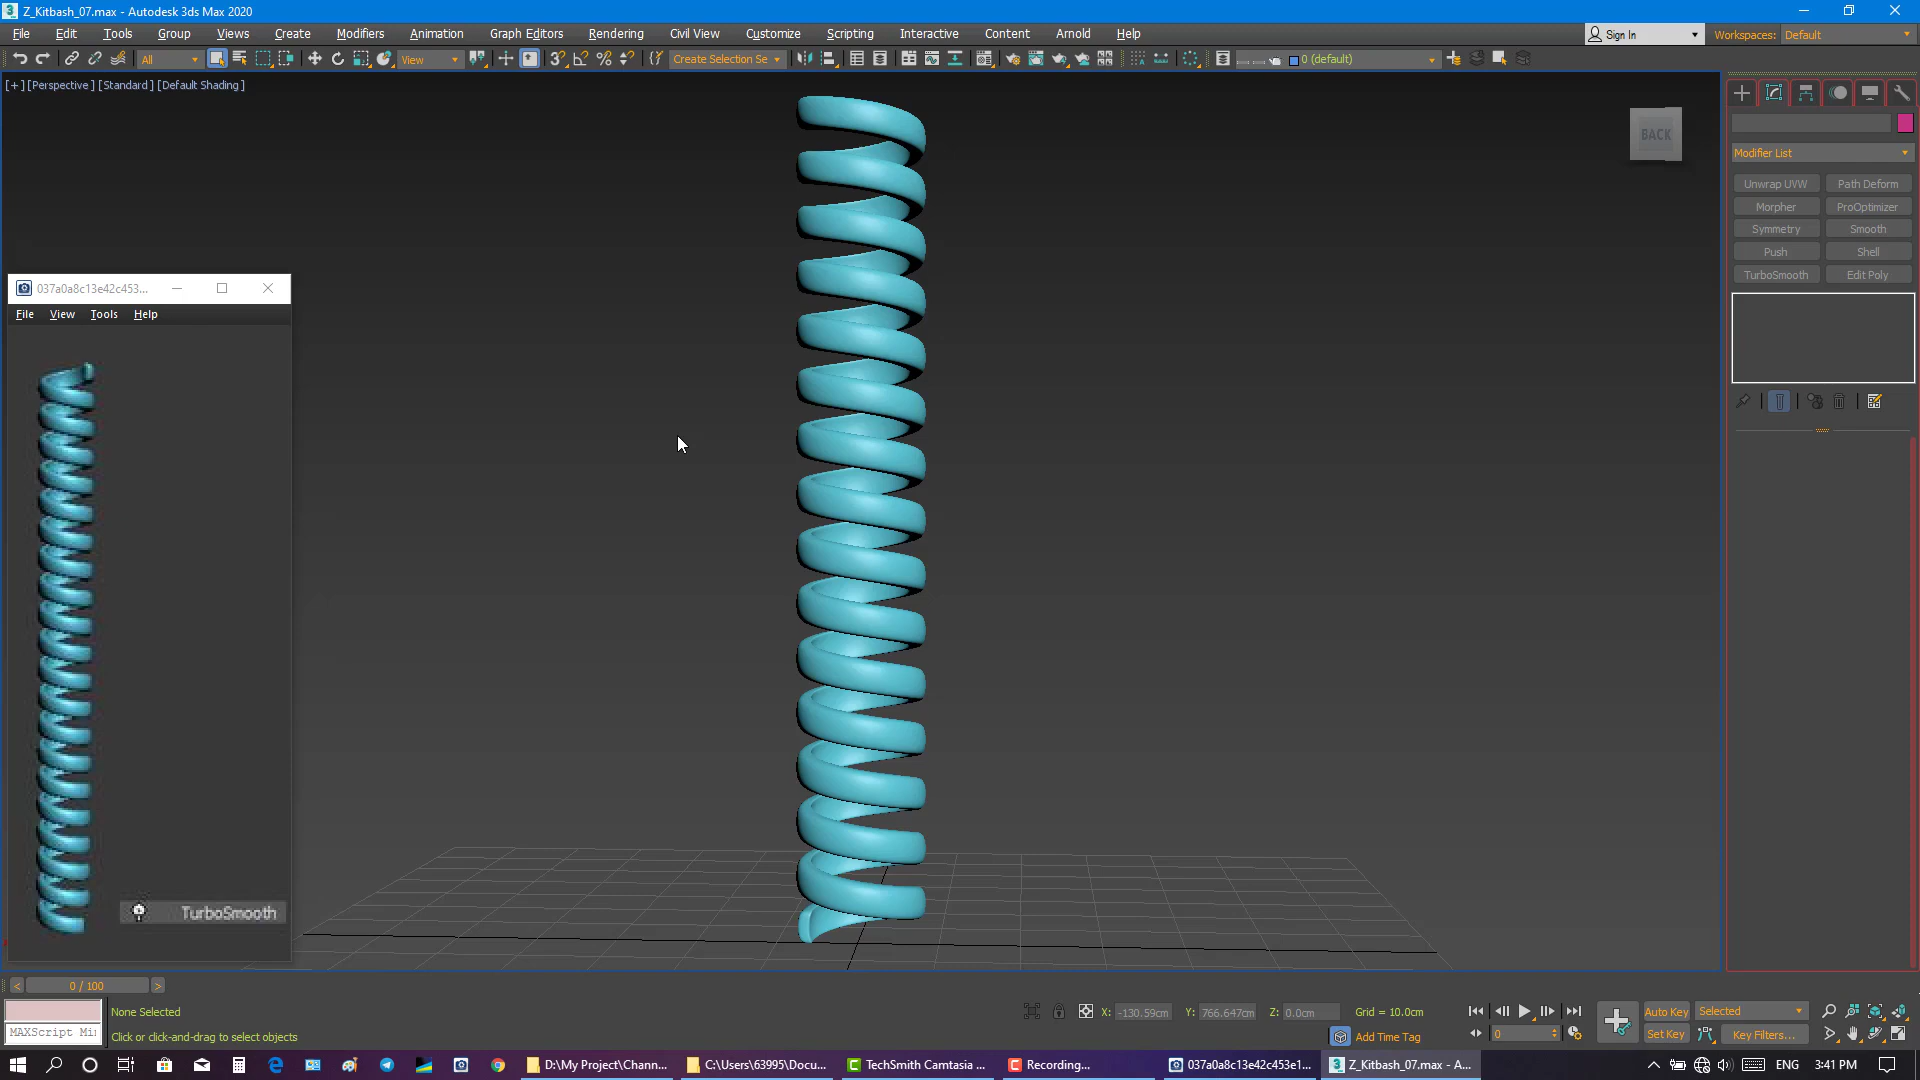 Z_Kitbash_07.max - Autodesk 3ds Max 2020
File Edit Tools Group Views Create Modifiers Animation Graph Editors Rendering Civil View Customize Scripting Interactive Content Arnold Help
Sign In
Workspaces: Default
All
View
Create Selection Se
0 (default)
[+] [Perspective] [Standard] [Default Shading]
BACK
Modifier List
Unwrap UVW Path Deform
Morpher ProOptimizer
Symmetry Smooth
Push Shell
TurboSmooth Edit Poly
037a0a8c13e42c453...
File View Tools Help
TurboSmooth
< 0 / 100 >
None Selected
X: -130.59cm Y: 766.647cm Z: 0.0cm Grid = 10.0cm
Auto Key Selected
MAXScript Mi
Click or click-and-drag to select objects
Add Time Tag
0
Set Key Key Filters...
D:\My Project\Chann...
C:\Users\63995\Docu...
TechSmith Camtasia ...
Recording...
037a0a8c13e42c453e1...
Z_Kitbash_07.max - A...
ENG 3:41 PM